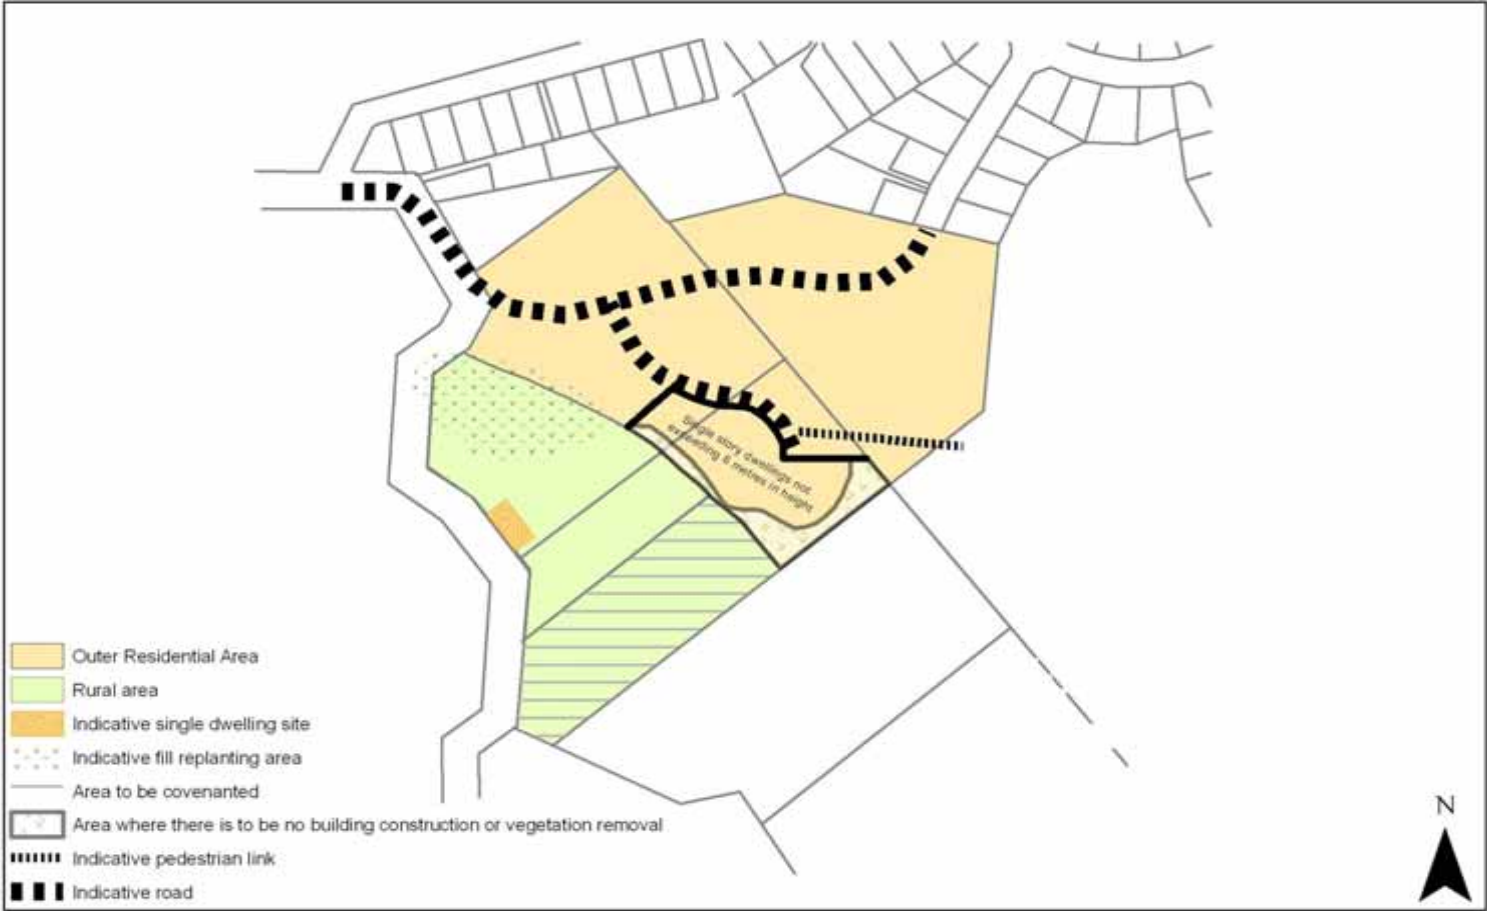 Single story dwellings not
exceeding 6 metres in height
Outer Residential Area
Rural area
Indicative single dwelling site
Indicative fill replanting area
Area to be covenanted
Area where there is to be no building construction or vegetation removal
Indicative pedestrian link
Indicative road
N